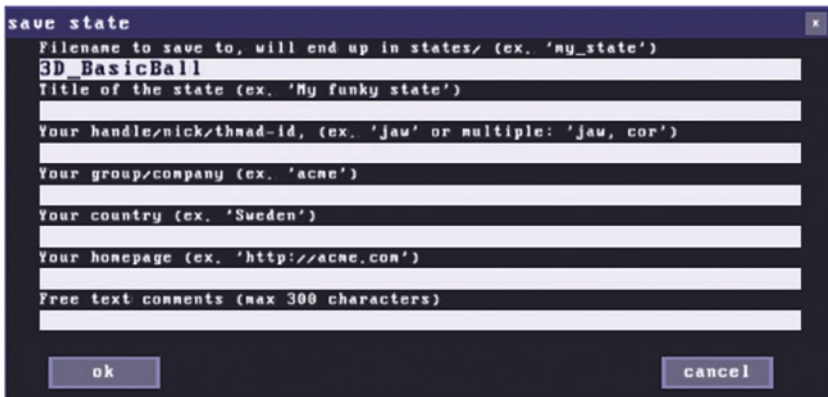 save state
x
Filename to save to, will end up in states/ (ex. 'my_state')
3D_BasicBall
Title of the state (ex. 'My funky state')
Your handle/nick/thmad-id, (ex. 'jaw' or multiple: 'jaw, cor')
Your group/company (ex. 'acme')
Your country (ex. 'Sweden')
Your homepage (ex. 'http://acme.com')
Free text comments (max 300 characters)
ok cancel